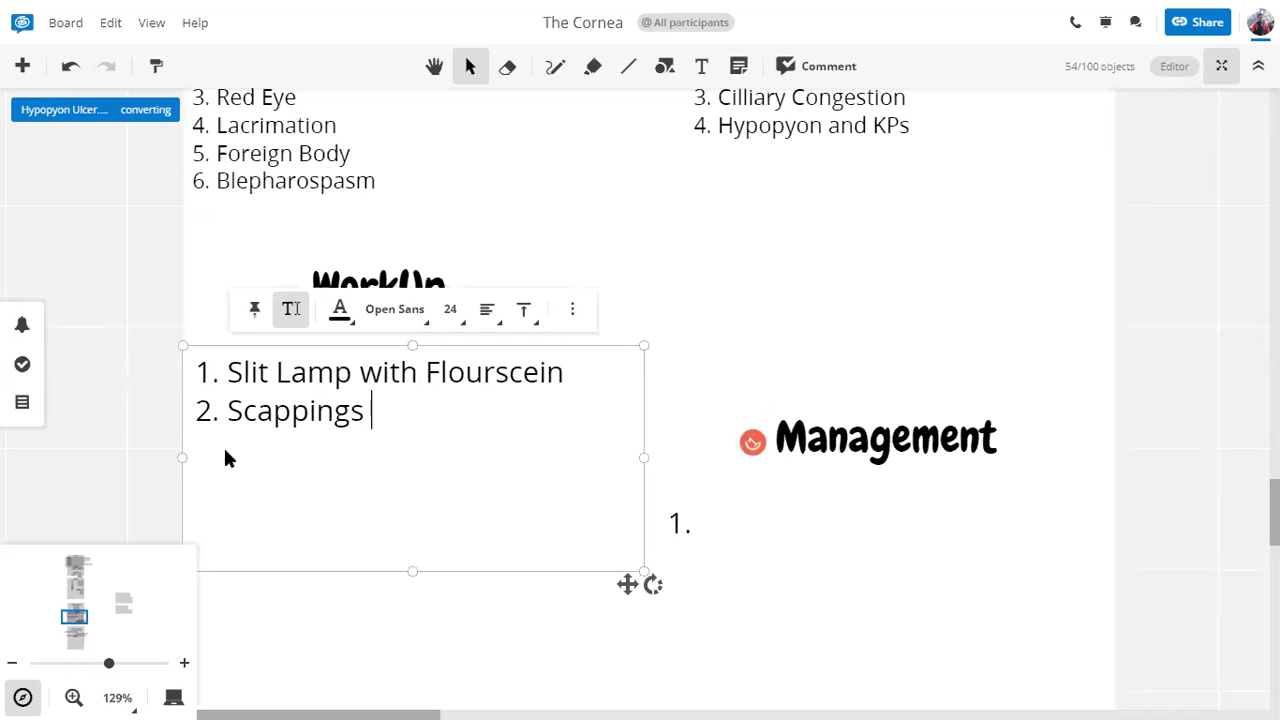 Board Edit View Help
The Cornea
@ All participants
Share
Comment
54/100 objects
Editor
Hypopyon Ulcer.... converting
3. Red Eye
4. Lacrimation
5. Foreign Body
6. Blepharospasm
3. Cilliary Congestion
4. Hypopyon and KPs
WorkUp
A Open Sans 24
1. Slit Lamp with Flourscein
2. Scappings
Management
1.
129%